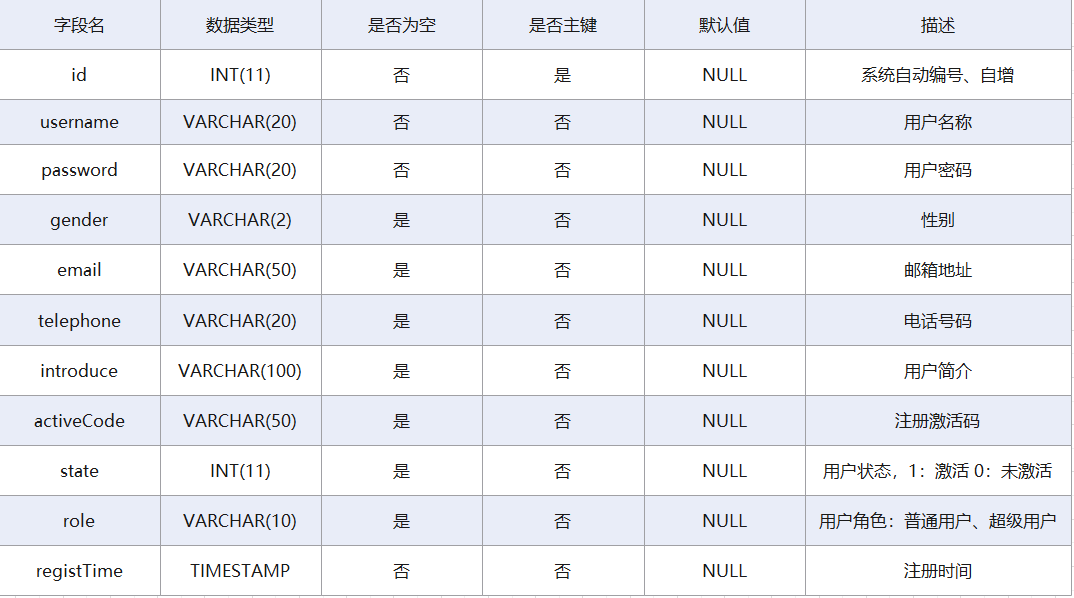 字段名 数据类型 是否为空 是否主键 默认值 描述
id INT(11) 否 是 NULL 系统自动编号、自增
username VARCHAR(20) 否 否 NULL 用户名称
password VARCHAR(20) 否 否 NULL 用户密码
gender VARCHAR(2) 是 否 NULL 性别
email VARCHAR(50) 是 否 NULL 邮箱地址
telephone VARCHAR(20) 是 否 NULL 电话号码
introduce VARCHAR(100) 是 否 NULL 用户简介
activeCode VARCHAR(50) 是 否 NULL 注册激活码
state INT(11) 是 否 NULL 用户状态，1：激活 0：未激活
role VARCHAR(10) 是 否 NULL 用户角色：普通用户、超级用户
registTime TIMESTAMP 否 否 NULL 注册时间